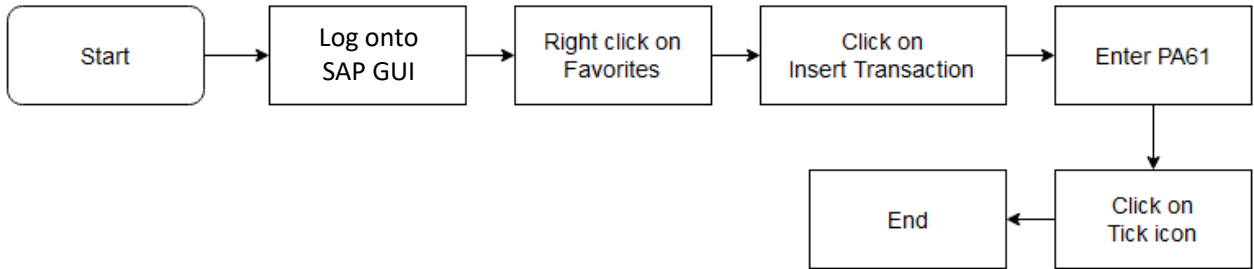 Start
Log onto
SAP GUI
Right click on
Favorites
Click on
Insert Transaction
Enter PA61
Click on
Tick icon
End